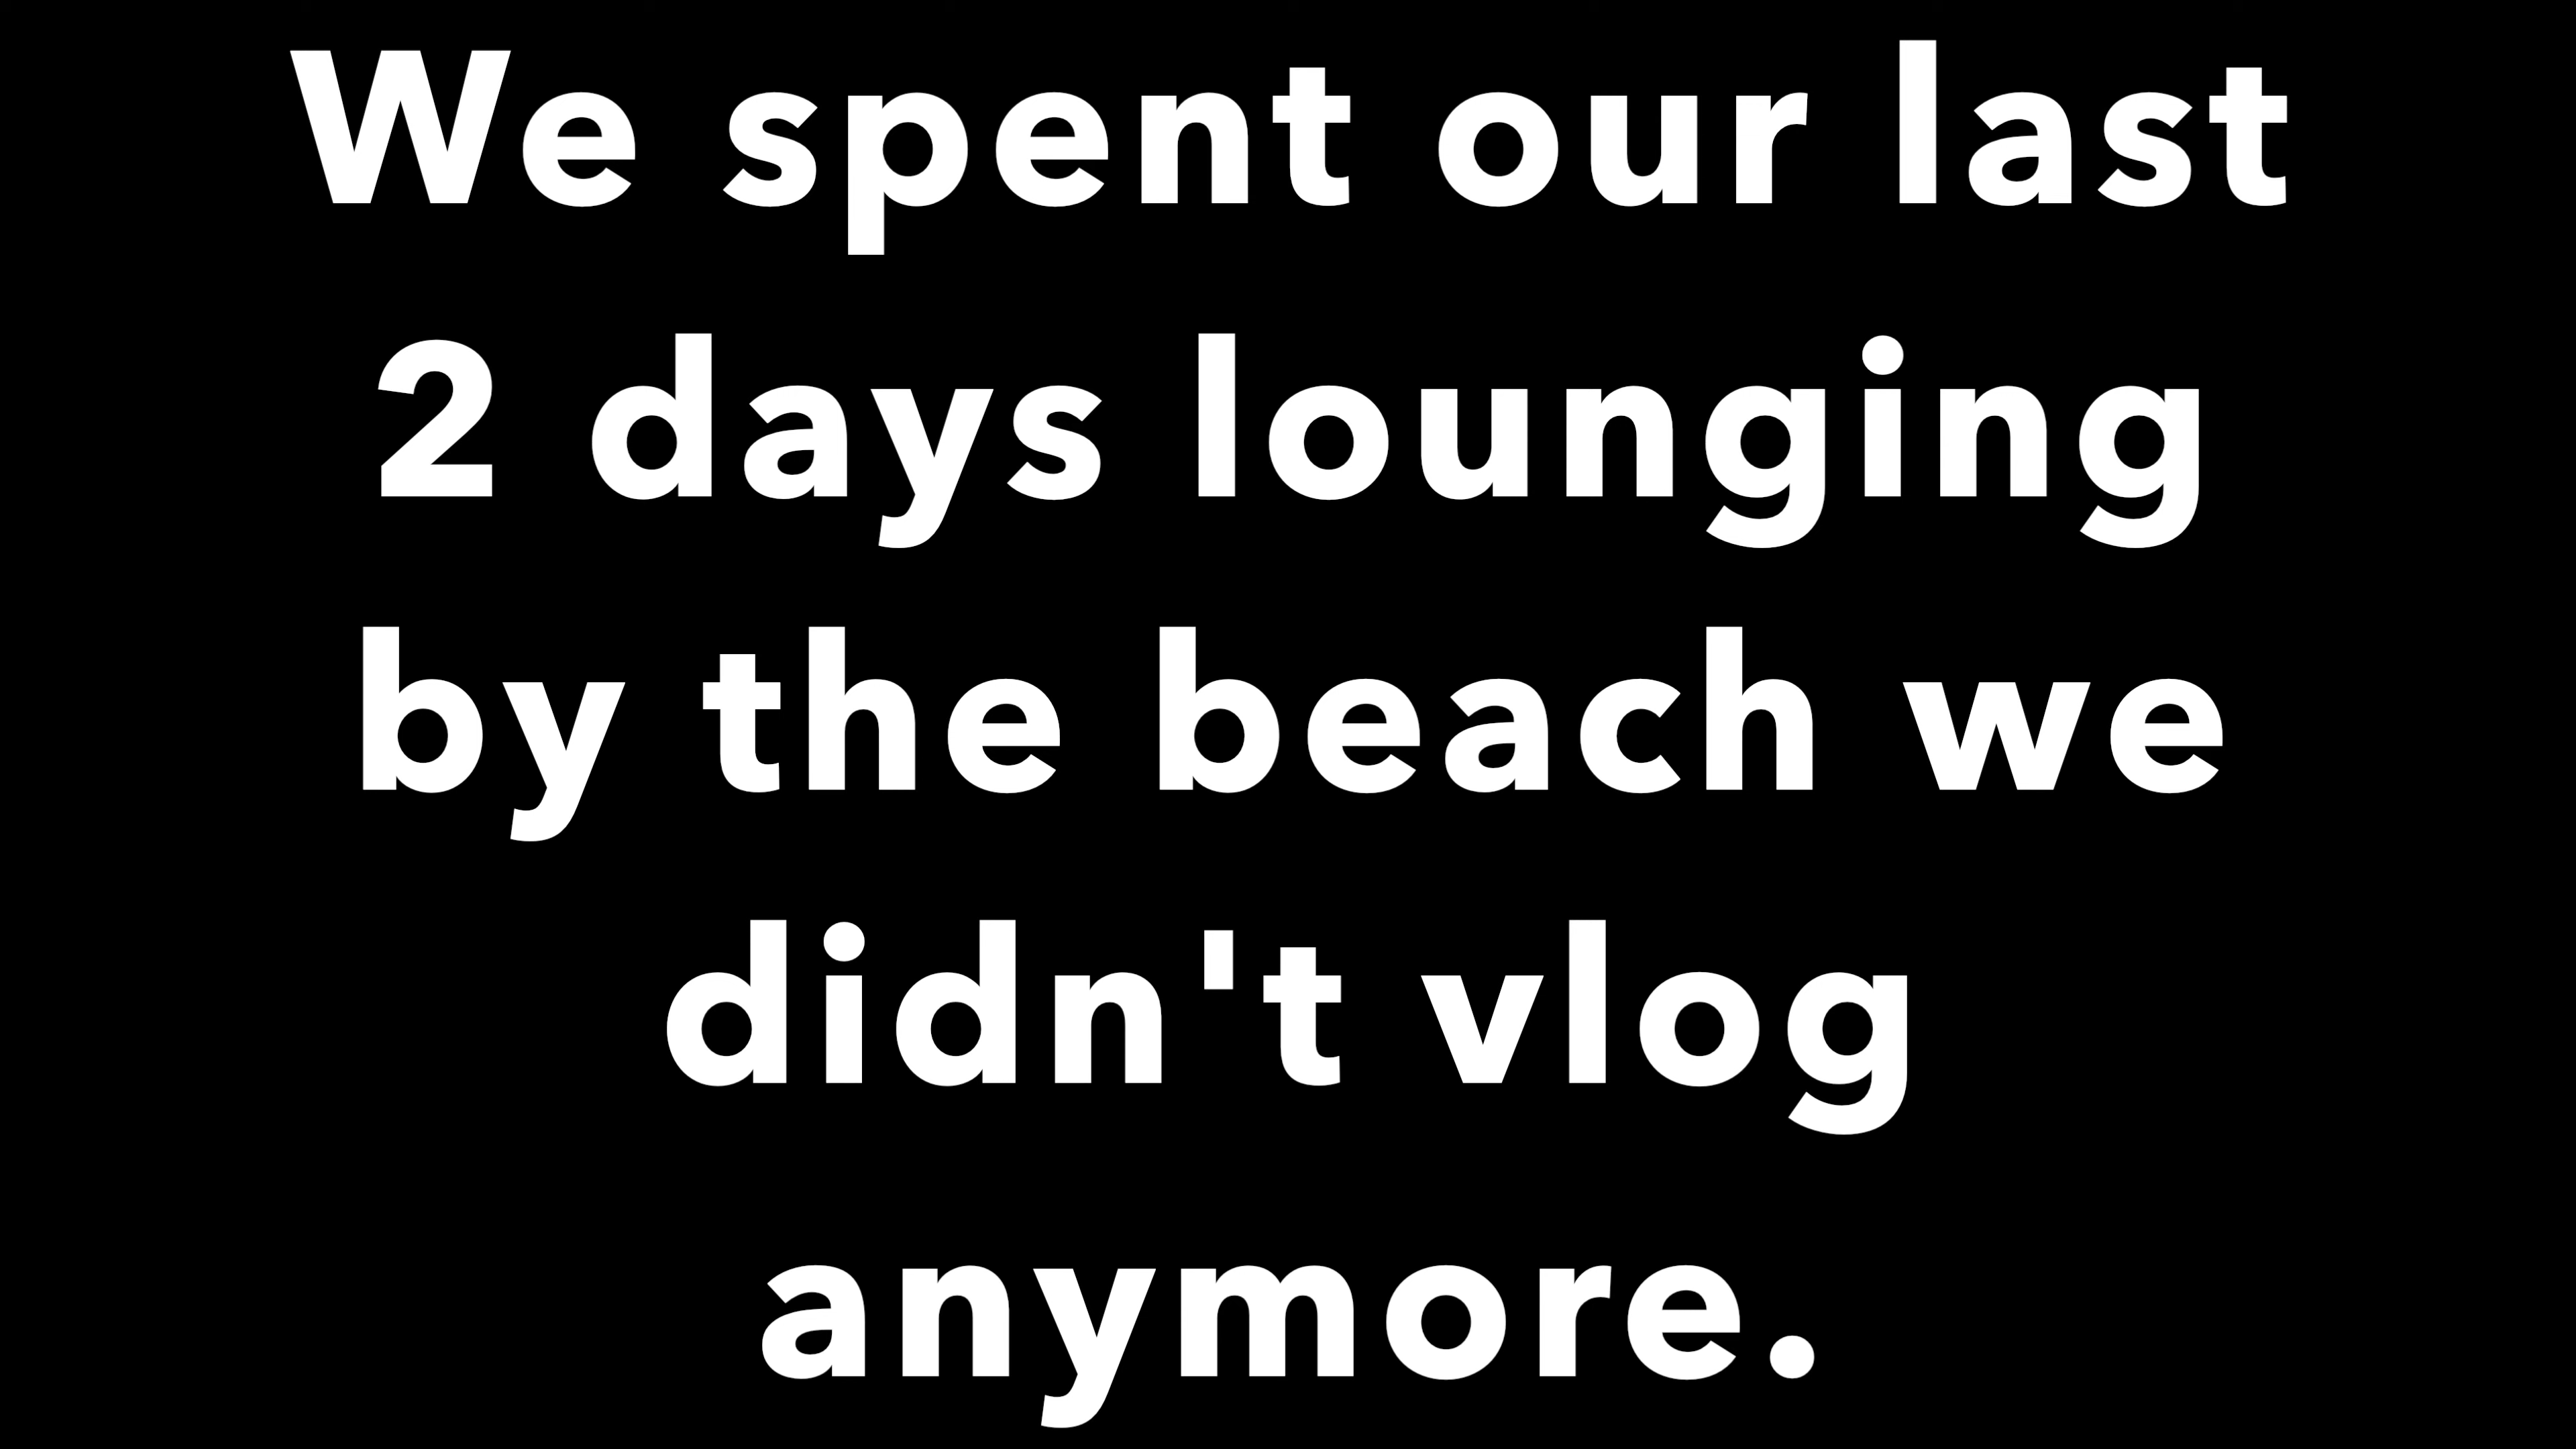 We spent our last
2 days lounging
by the beach we
didn't vlog
anymore.